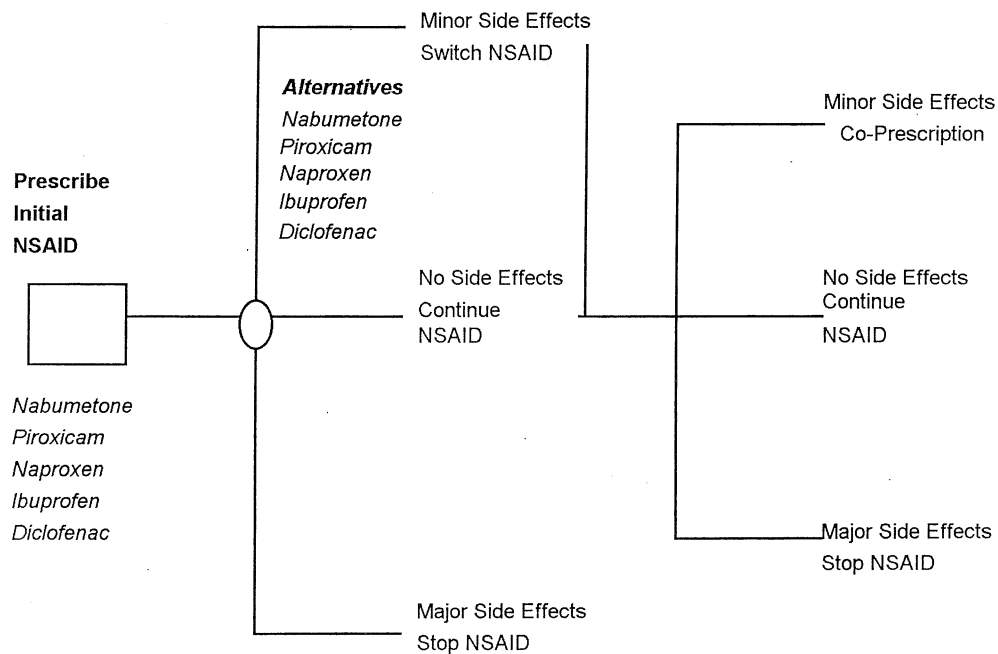 Prescribe
Initial
NSAID
Nabumetone
Piroxicam
Naproxen
Ibuprofen
Diclofenac
Minor Side Effects
Switch NSAID
Alternatives
Nabumetone
Piroxicam
Naproxen
Ibuprofen
Diclofenac
No Side Effects
Continue
NSAID
Major Side Effects
Stop NSAID
Minor Side Effects
Co-Prescription
No Side Effects
Continue
NSAID
Major Side Effects
Stop NSAID